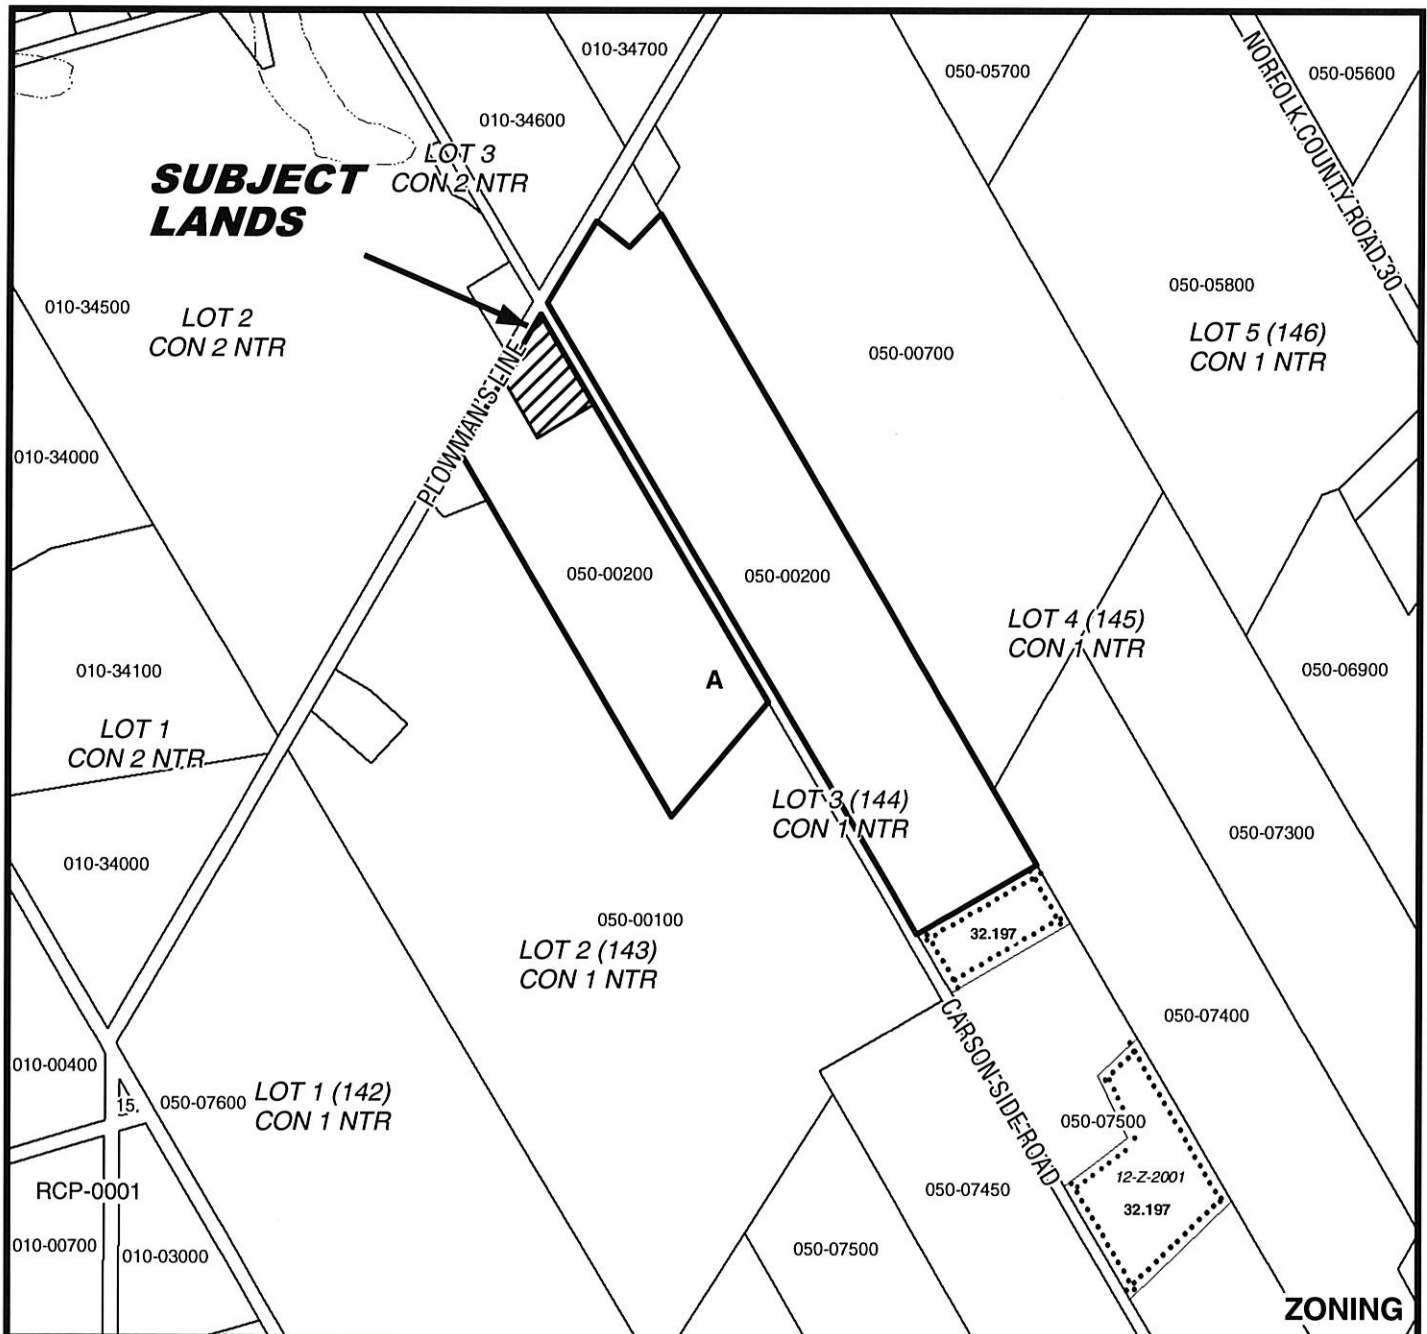 010-34700
050-05700
050-05600
NORFOLK COUNTY ROAD 30
010-34600
LOT 3
CON 2 NTR
SUBJECT
LANDS
010-34500
LOT 2
CON 2 NTR
050-05800
LOT 5 (146)
CON 1 NTR
050-00700
PLOWMAN'S LINE
010-34000
050-00200
050-00200
LOT 4 (145)
CON 1 NTR
010-34100
050-06900
A
LOT 1
CON 2 NTR
LOT 3 (144)
CON 1 NTR
050-07300
010-34000
050-00100
LOT 2 (143)
CON 1 NTR
32.197
CARSON SIDE ROAD
050-07400
010-00400
15.
050-07600
LOT 1 (142)
CON 1 NTR
050-07500
12-Z-2001
32.197
RCP-0001
050-07450
010-00700
010-03000
050-07500
ZONING